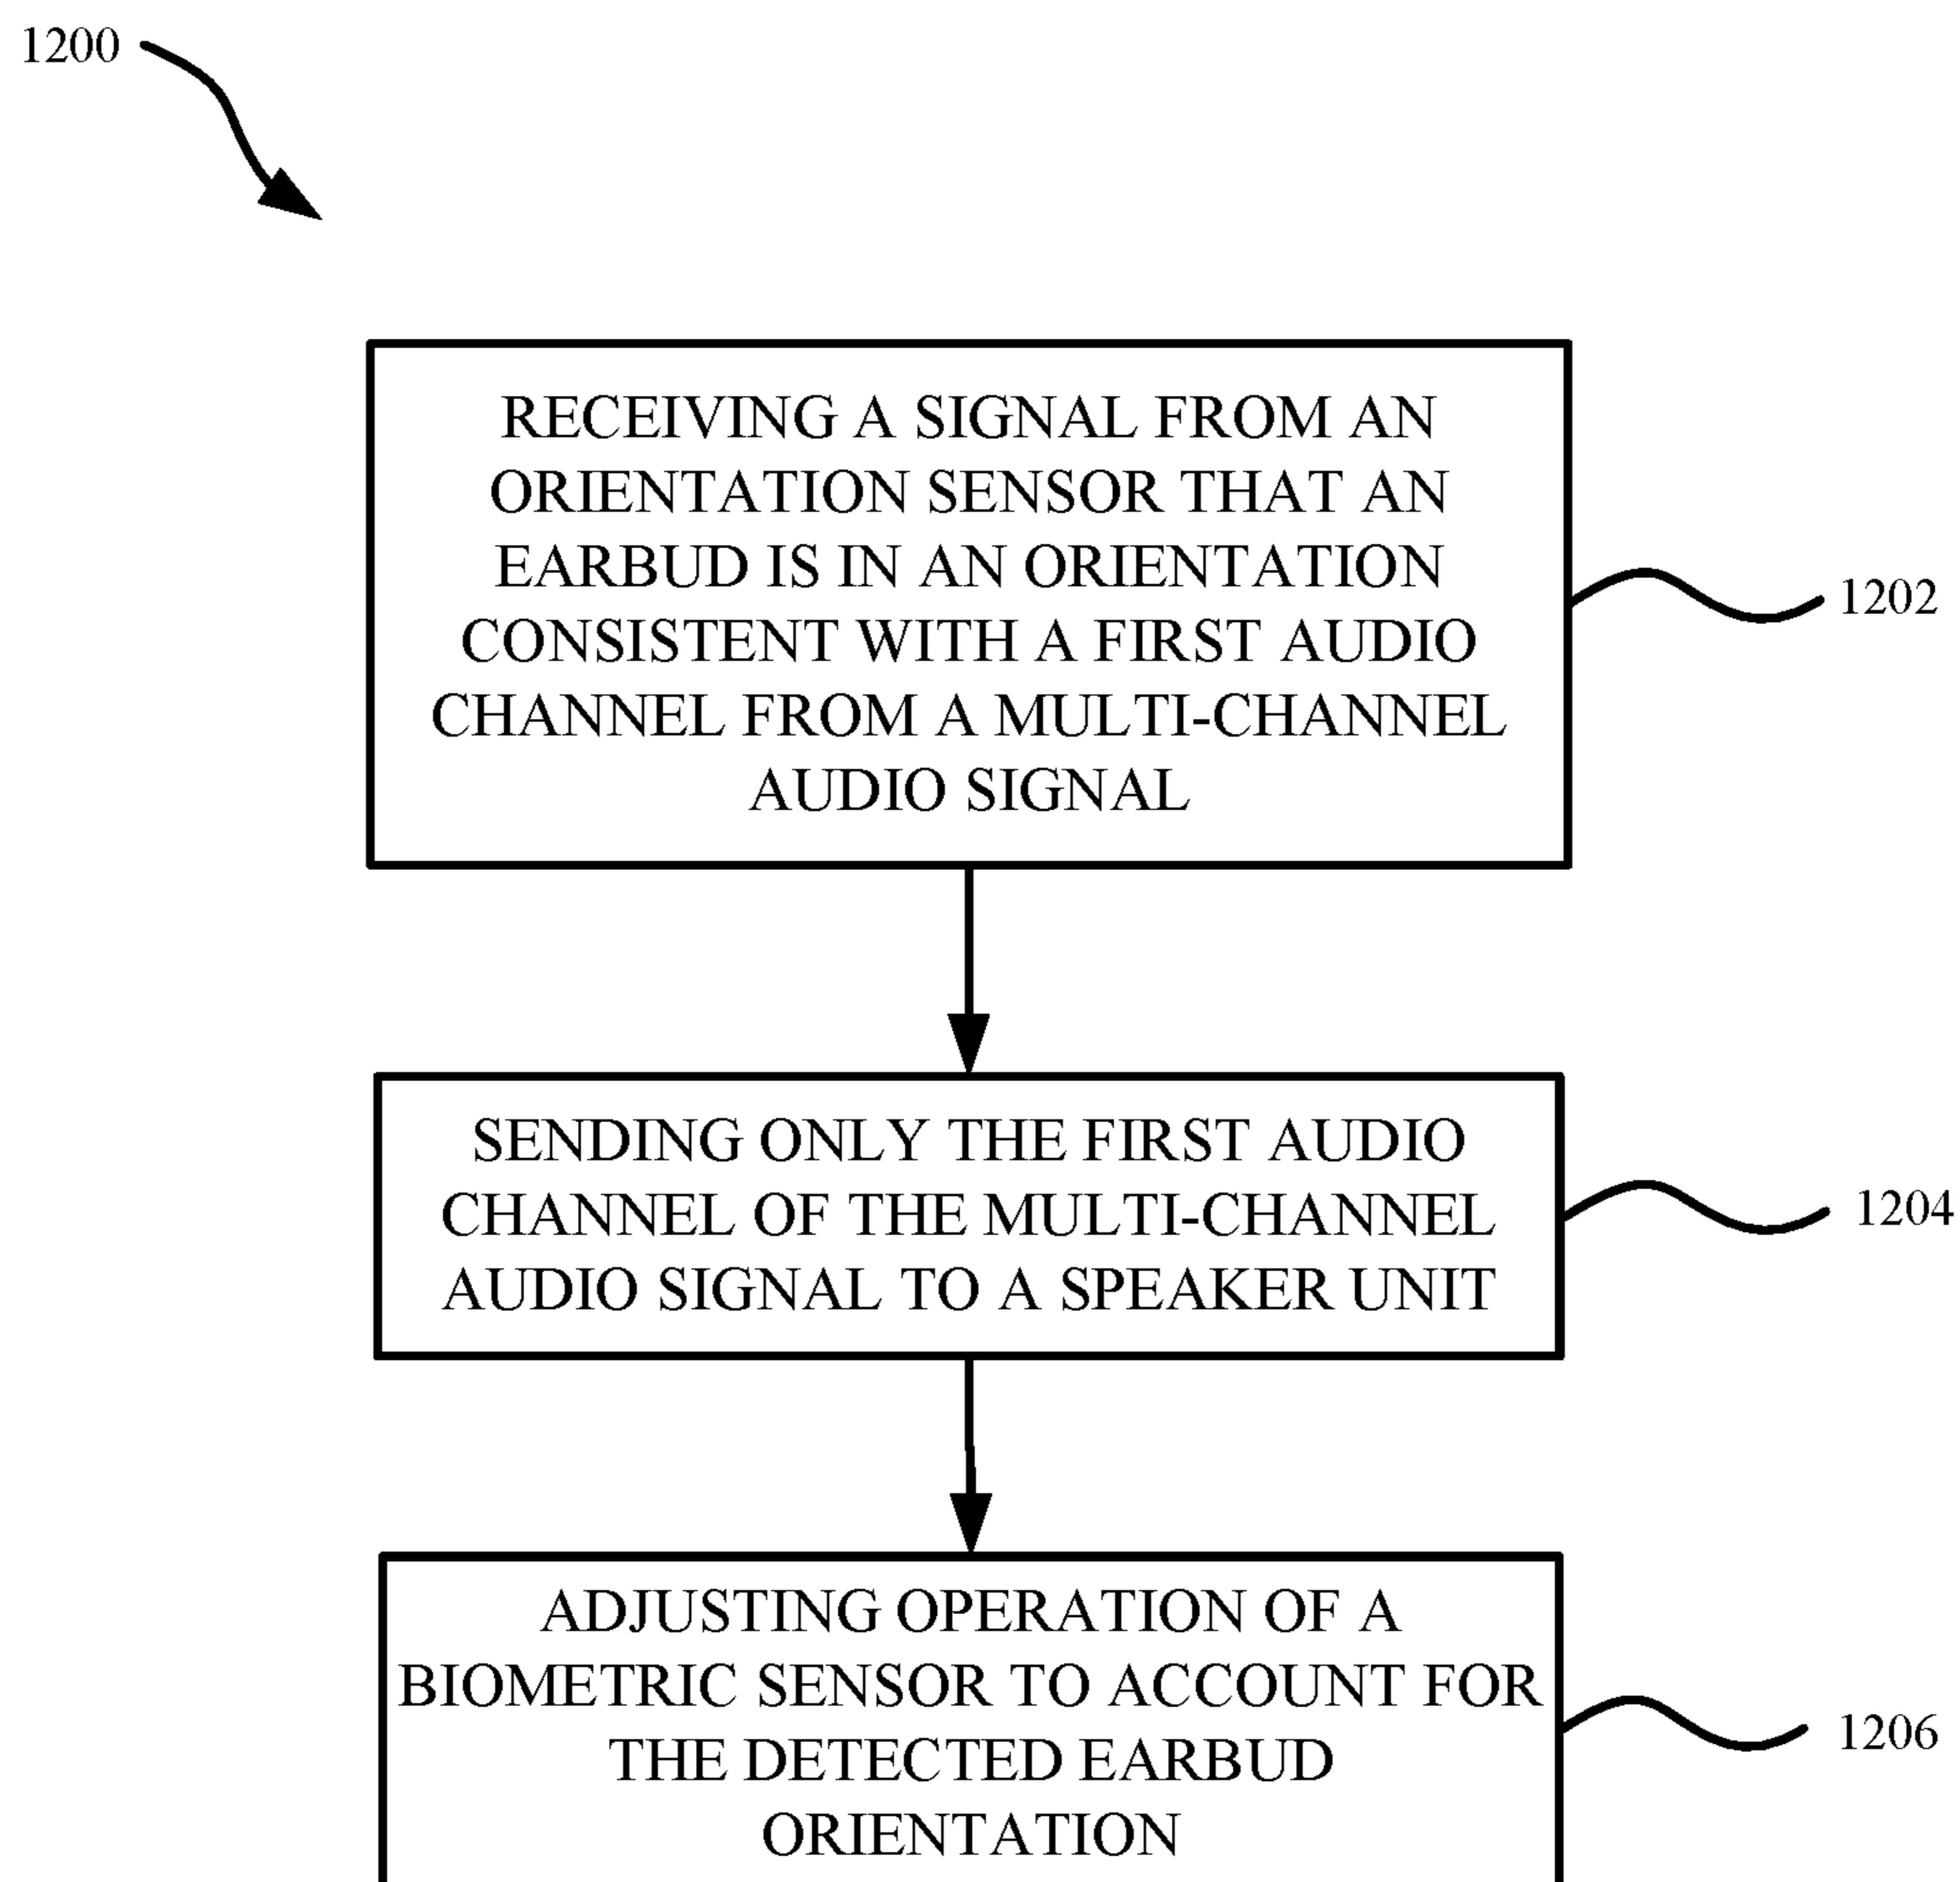 1200
RECEIVING A SIGNAL FROM AN
ORIENTATION SENSOR THAT AN
EARBUD IS IN AN ORIENTATION
CONSISTENT WITH A FIRST AUDIO
CHANNEL FROM A MULTI-CHANNEL
AUDIO SIGNAL
1202
SENDING ONLY THE FIRST AUDIO
CHANNEL OF THE MULTI-CHANNEL
AUDIO SIGNAL TO A SPEAKER UNIT
1204
ADJUSTING OPERATION OF A
BIOMETRIC SENSOR TO ACCOUNT FOR
THE DETECTED EARBUD
ORIENTATION
1206